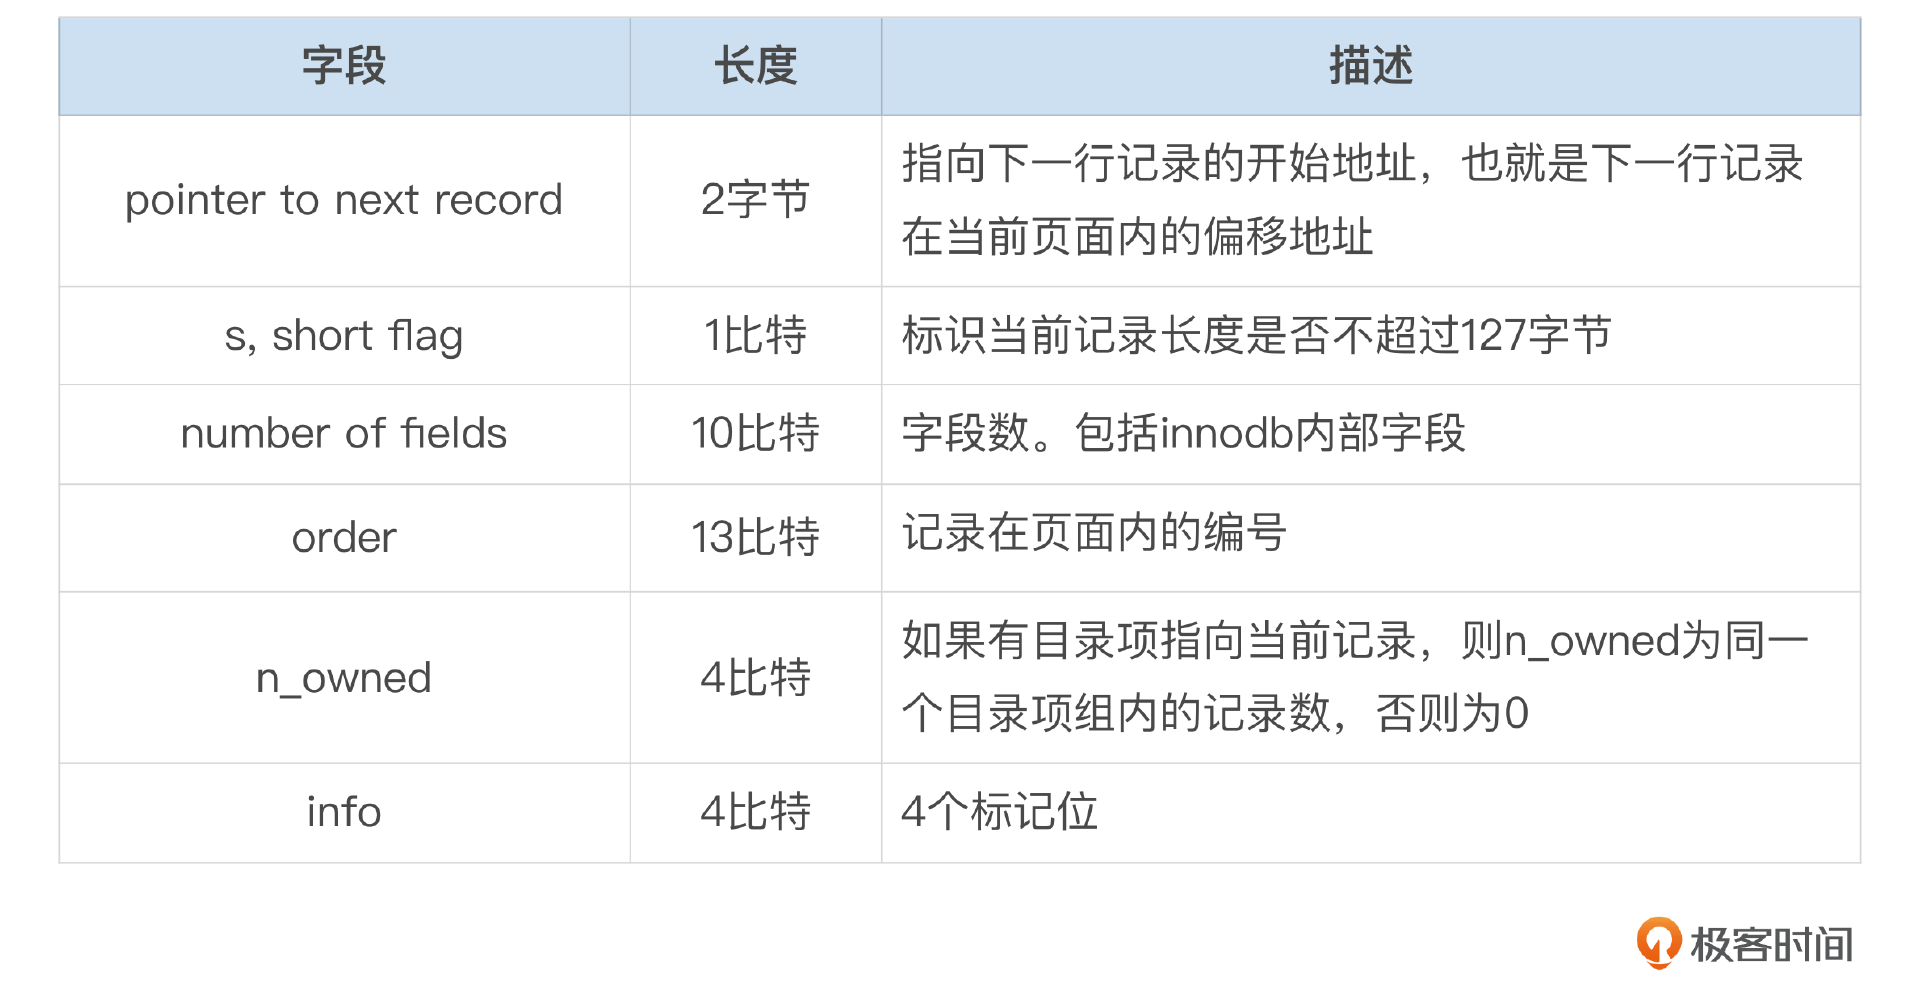 字段 长度 描述
指向下一行记录的开始地址，也就是下一行记录
pointer to next record 2字节
在当前页面内的偏移地址
s, short flag 1比特 标识当前记录长度是否不超过127字节
number of fields 10比特 字段数。包括innodb内部字段
order 13比特 记录在页面内的编号
如果有目录项指向当前记录，则n_owned为同一
n_owned 4比特
个目录项组内的记录数，否则为0
info 4比特 4个标记位
极客时间